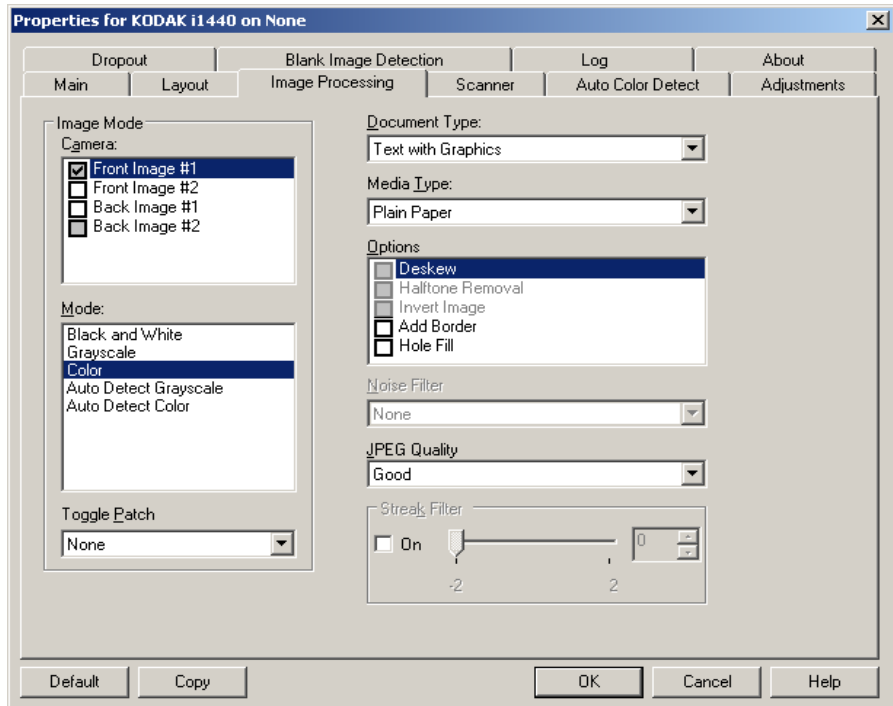 Properties for KODAK i1440 on None
Dropout
Blank Image Detection
Log
About
Main
Layout
Image Processing
Scanner
Auto Color Detect
Adjustments
Image Mode
Camera:
Front Image #1
Front Image #2
Back Image #1
Back Image #2
Mode:
Black and White
Grayscale
Color
Auto Detect Grayscale
Auto Detect Color
Toggle Patch
None
Document Type:
Text with Graphics
Media Type:
Plain Paper
Options
Deskew
Halftone Removal
Invert Image
Add Border
Hole Fill
Noise Filter
None
JPEG Quality
Good
Streak Filter
On
0
-2
2
Default
Copy
OK
Cancel
Help